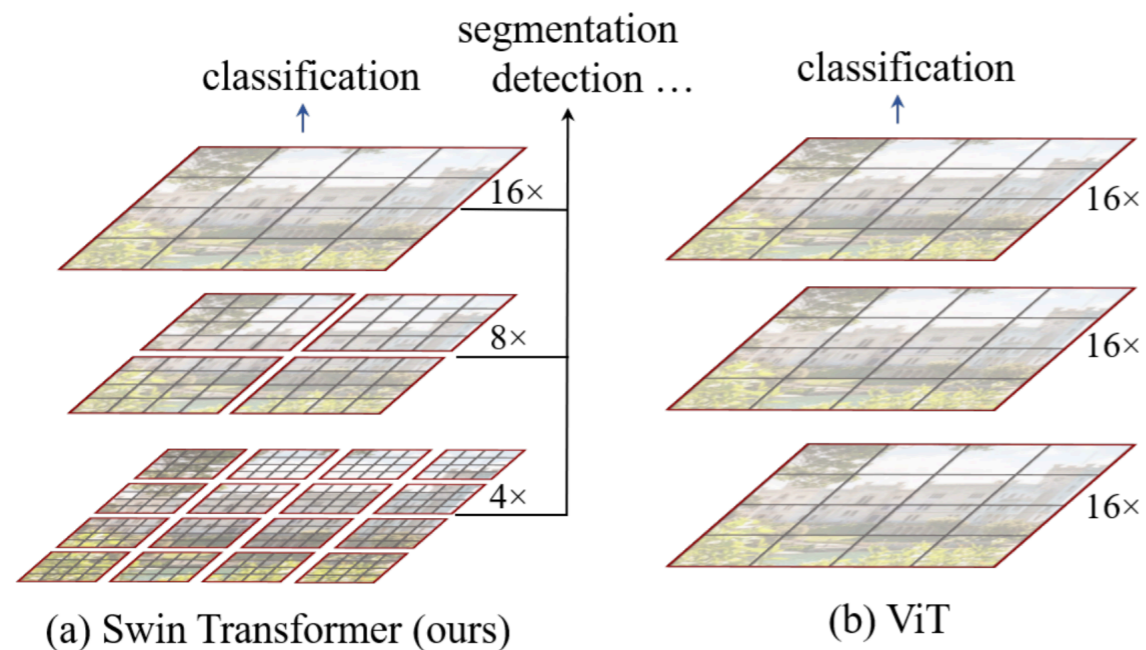 segmentation
detection ...
classification
classification
16×
8×
4×
16×
16×
16×
(a) Swin Transformer (ours)
(b) ViT